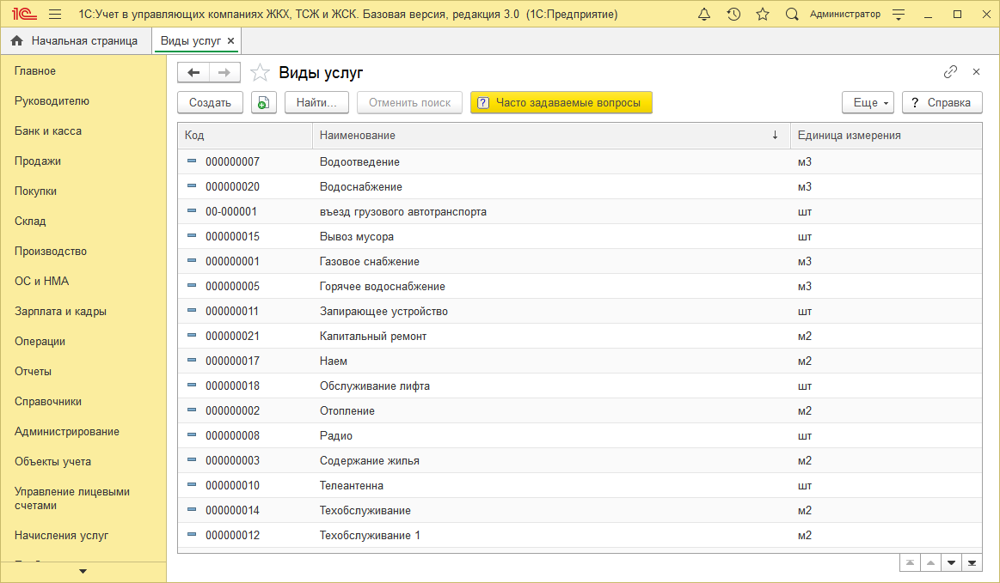 1С:Учет в управляющих компаниях ЖКХ, ТСЖ и ЖСК. Базовая версия, редакция 3.0 (1С:Предприятие)
Администратор
Начальная страница
Виды услуг
Главное
Руководителю
Банк и касса
Продажи
Покупки
Склад
Производство
ОС и НМА
Зарплата и кадры
Операции
Отчеты
Справочники
Администрирование
Объекты учета
Управление лицевыми
счетами
Начисления услуг
Виды услуг
Создать
Найти...
Отменить поиск
? Часто задаваемые вопросы
Еще
? Справка
Код Наименование Единица измерения
000000007 Водоотведение м3
000000020 Водоснабжение м3
00-000001 въезд грузового автотранспорта шт
000000015 Вывоз мусора шт
000000001 Газовое снабжение м3
000000005 Горячее водоснабжение м3
000000011 Запирающее устройство шт
000000021 Капитальный ремонт м2
000000017 Наем м2
000000018 Обслуживание лифта шт
000000002 Отопление м2
000000008 Радио шт
000000003 Содержание жилья м2
000000010 Телеантенна шт
000000014 Техобслуживание м2
000000012 Техобслуживание 1 м2